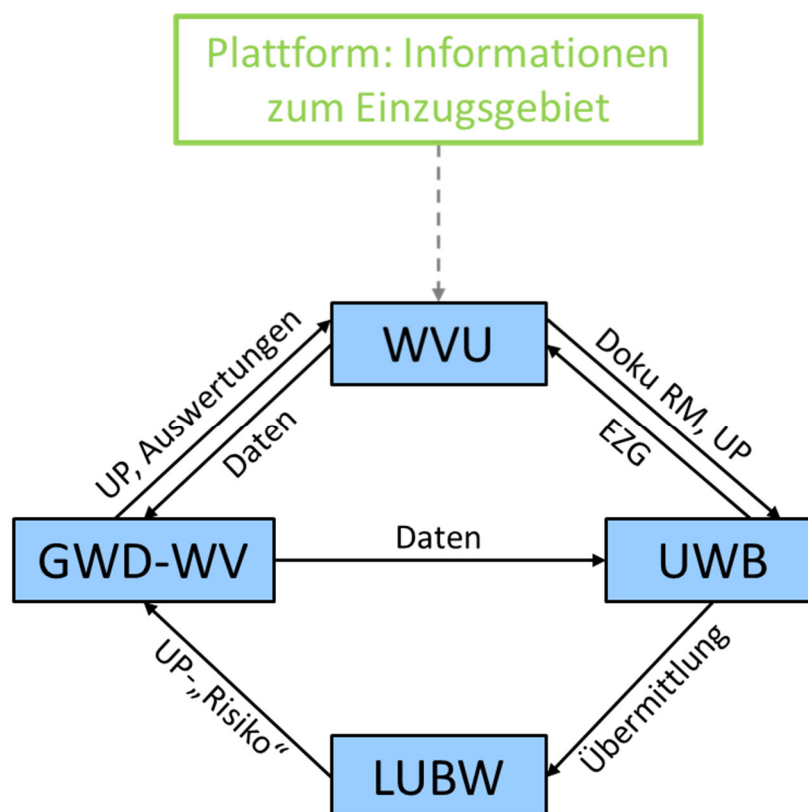 Plattform: Informationen
zum Einzugsgebiet
WVU
UP, Auswertungen
Daten
Doku RM, UP
EZG
GWD-WV
Daten
UWB
UP-„Risiko“
Übermittlung
LUBW